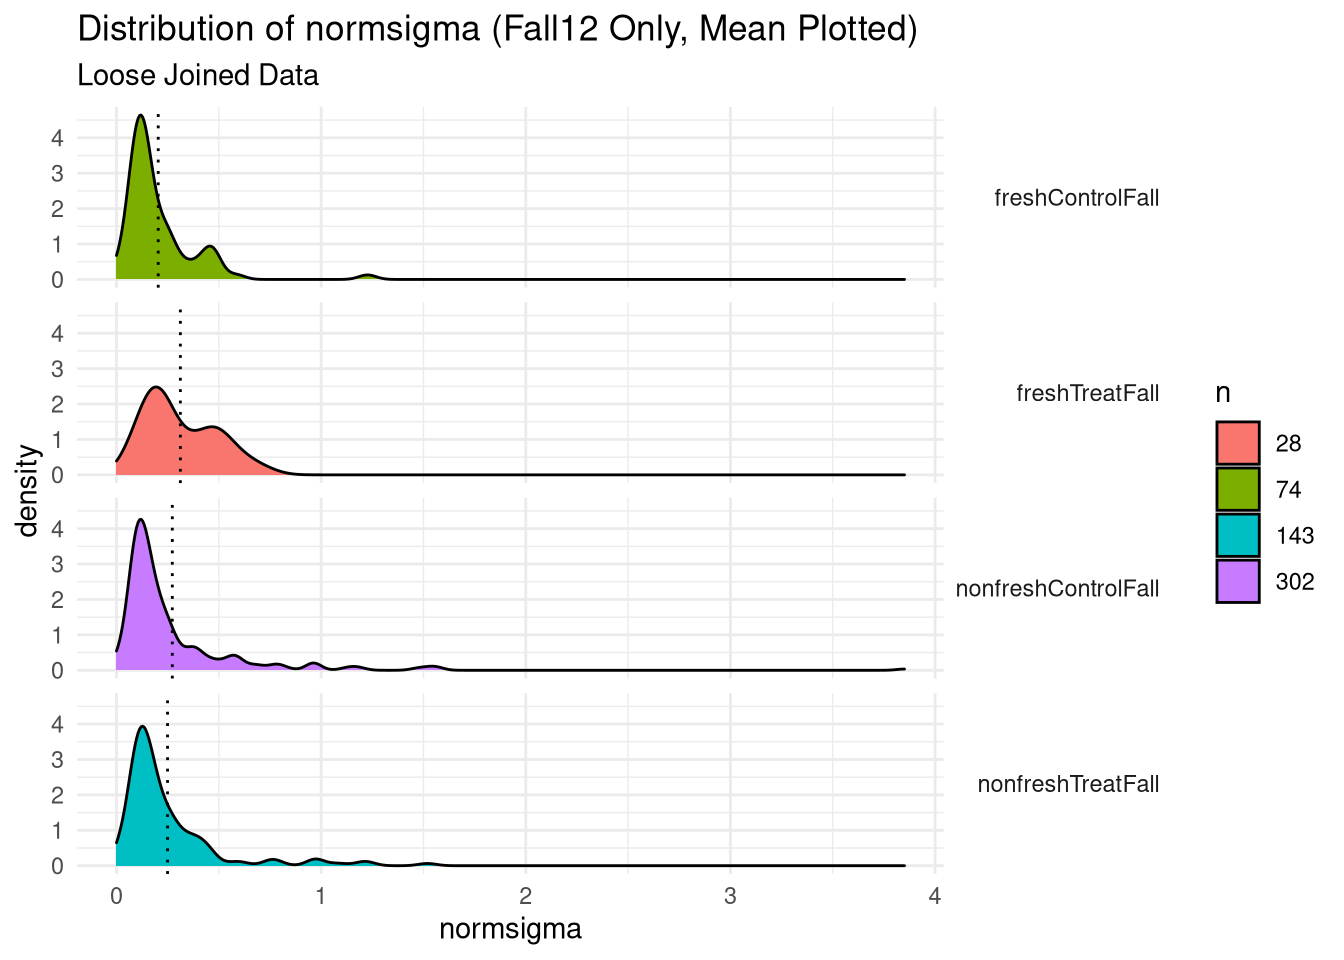 Distribution of normsigma (Fall12 Only, Mean Plotted)
Loose Joined Data
4
3
2
1
0
freshControlFall
4
3
2
1
0
freshTreatFall
4
3
2
1
0
nonfreshControlFall
4
3
2
1
0
nonfreshTreatFall
density
0 1 2 3 4
normsigma
n
28
74
143
302